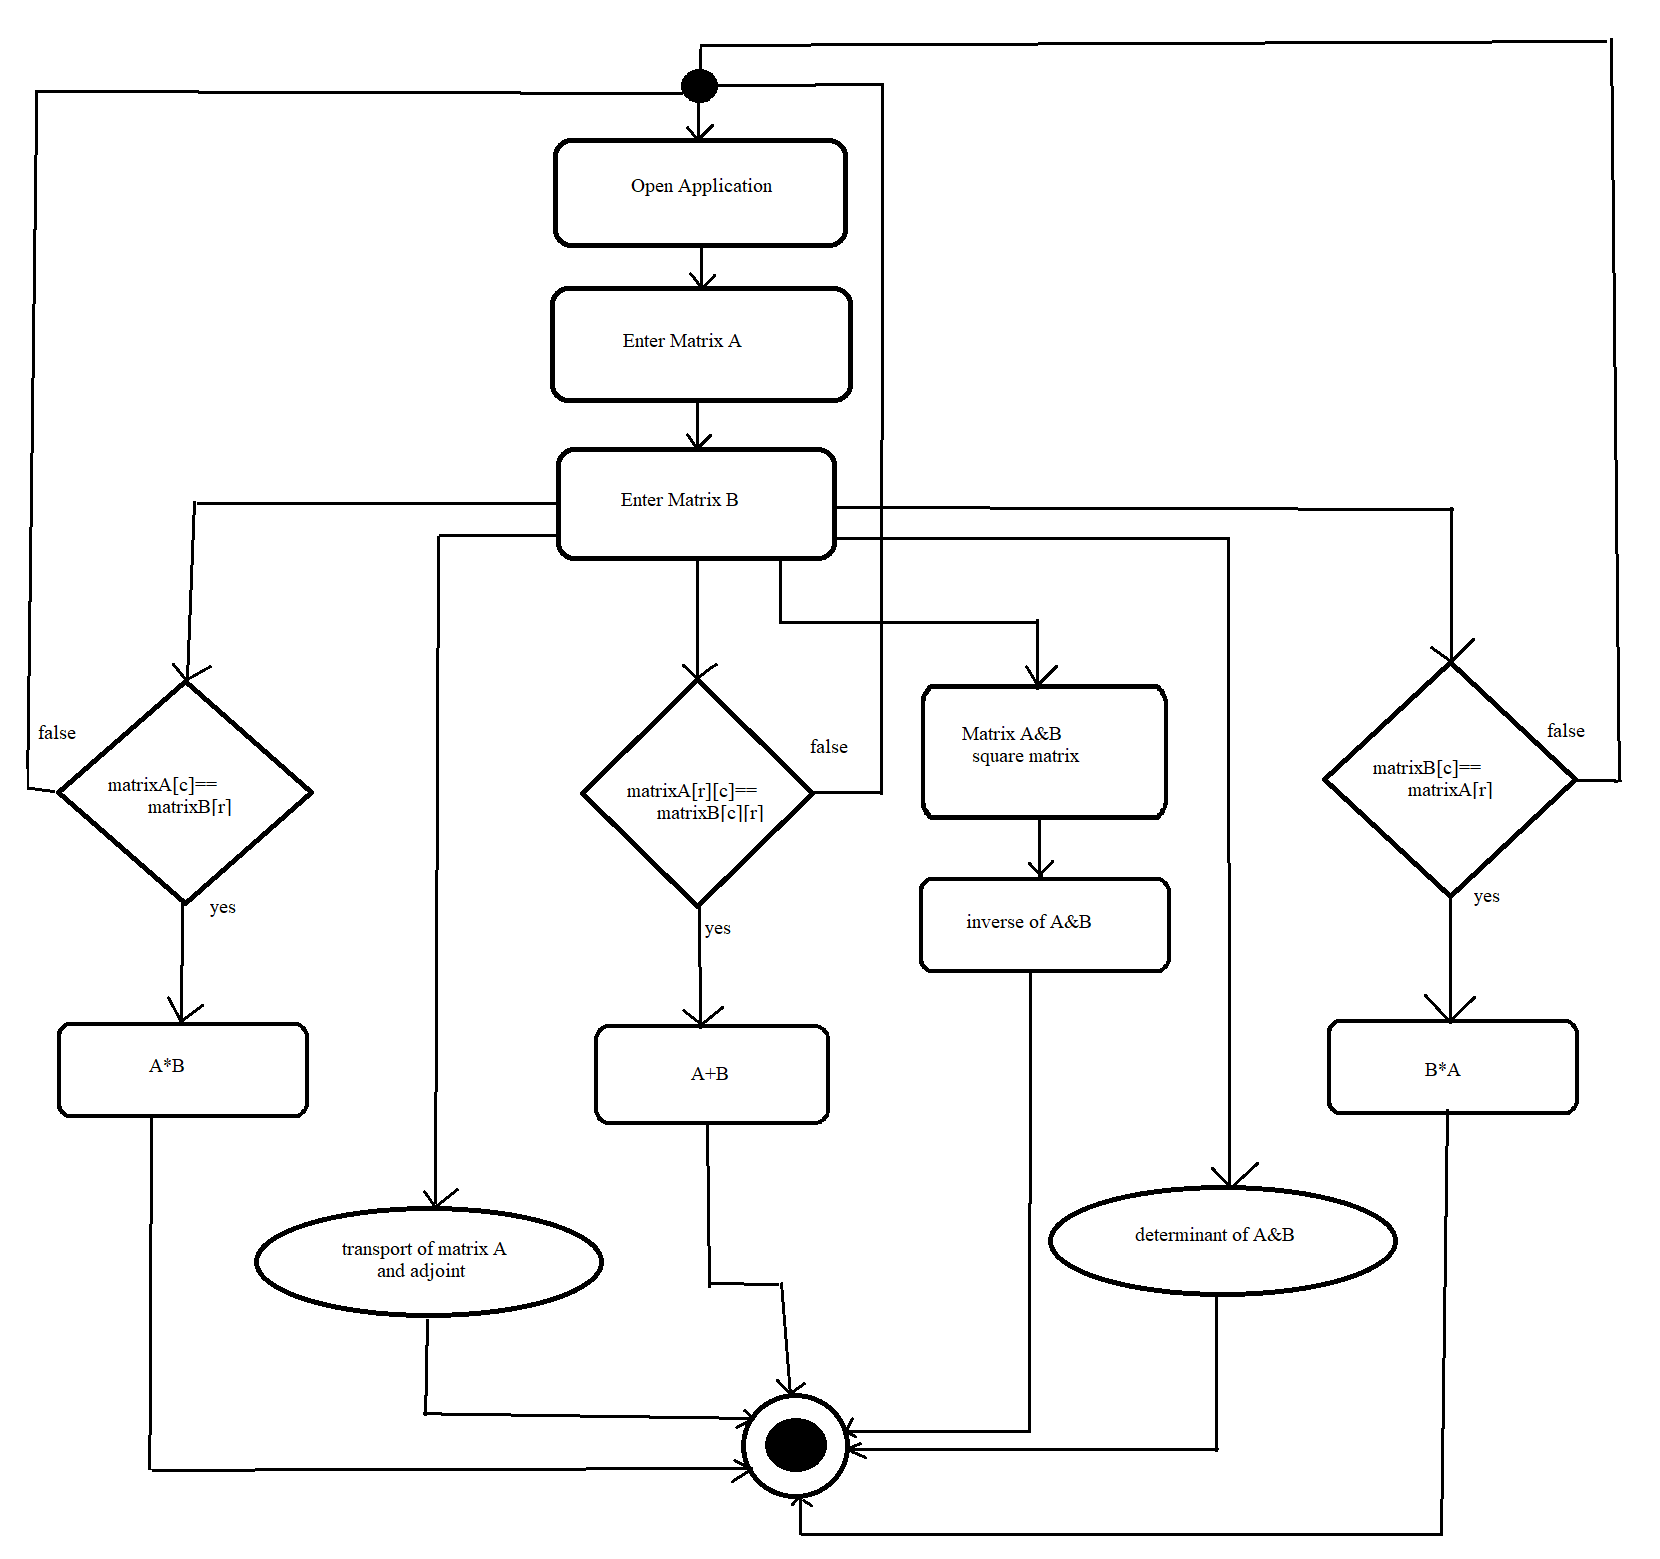 Open Application
Enter Matrix A
Enter Matrix B
false
matrixA[c]==
matrixB[r]
yes
A*B
transport of matrix A
and adjoint
false
matrixA[r][c]==
matrixB[c][r]
yes
A+B
Matrix A&B
square matrix
inverse of A&B
determinant of A&B
false
matrixB[c]==
matrixA[r]
yes
B*A